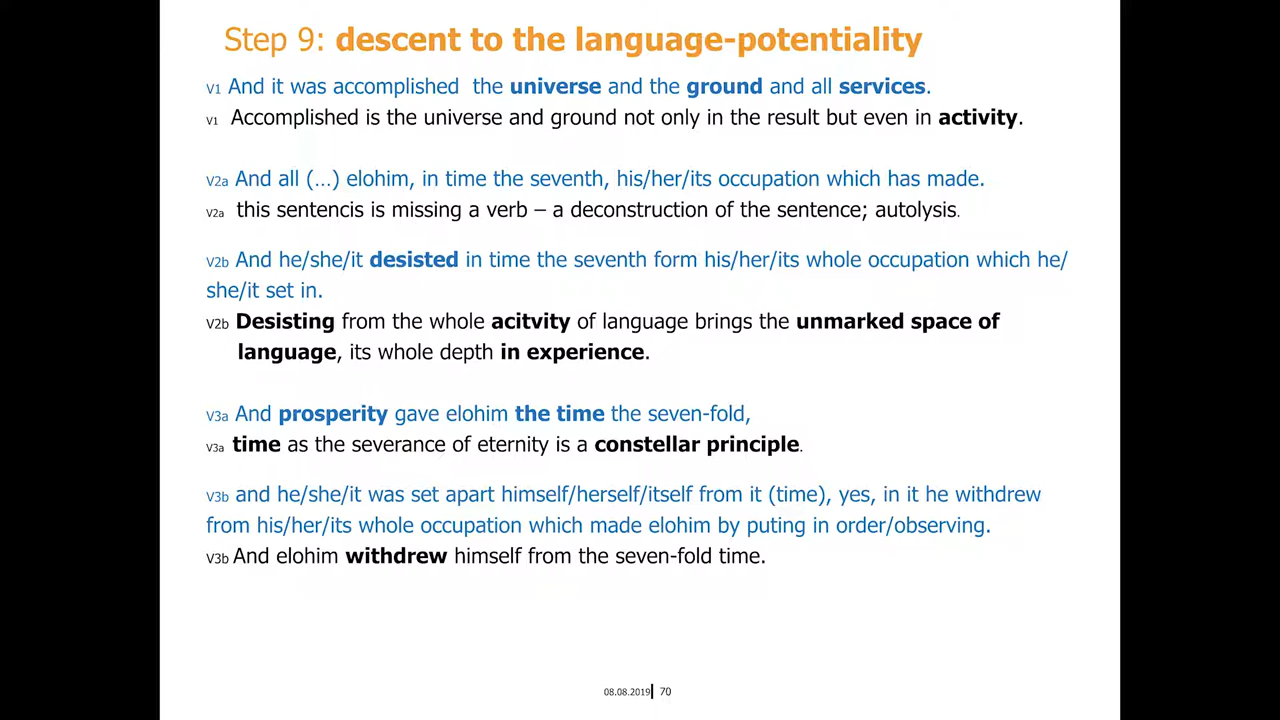 Step 9: descent to the language-potentiality
V1 And it was accomplished the universe and the ground and all services.
V1 Accomplished is the universe and ground not only in the result but even in activity.
V2a And all (…) elohim, in time the seventh, his/her/its occupation which has made.
V2a this sentencis is missing a verb – a deconstruction of the sentence; autolysis.
V2b And he/she/it desisted in time the seventh form his/her/its whole occupation which he/
she/it set in.
V2b Desisting from the whole acitvity of language brings the unmarked space of
language, its whole depth in experience.
V3a And prosperity gave elohim the time the seven-fold,
V3a time as the severance of eternity is a constellar principle.
V3b and he/she/it was set apart himself/herself/itself from it (time), yes, in it he withdrew
from his/her/its whole occupation which made elohim by puting in order/observing.
V3b And elohim withdrew himself from the seven-fold time.
08.08.2019| 70